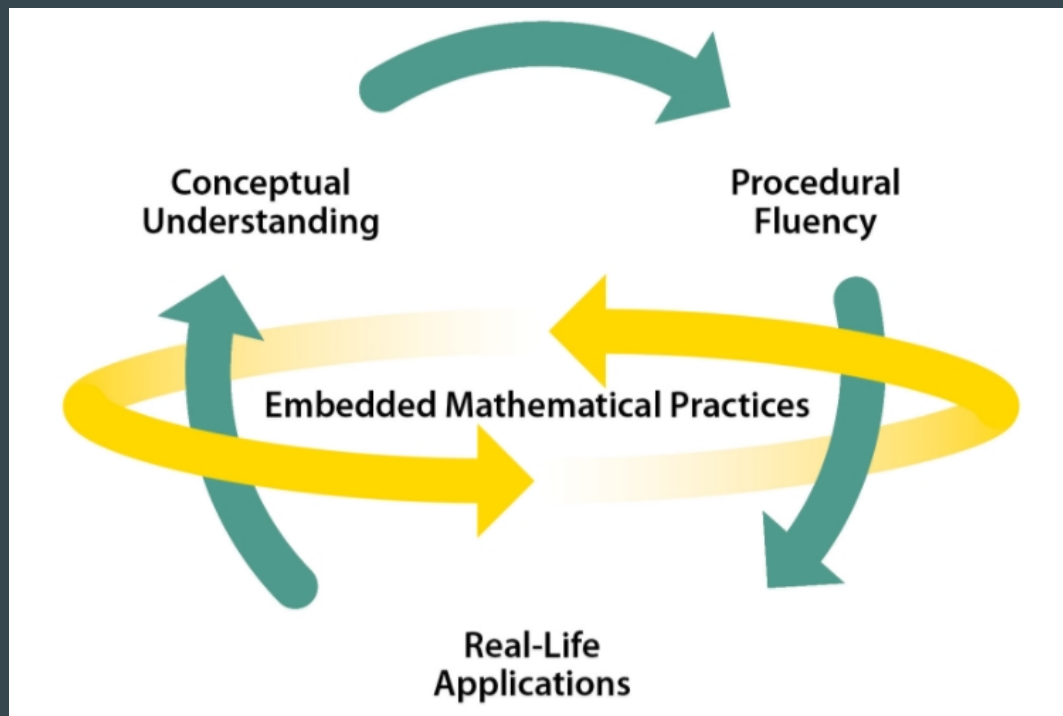 Conceptual
Understanding
Procedural
Fluency
Embedded Mathematical Practices
Real-Life
Applications